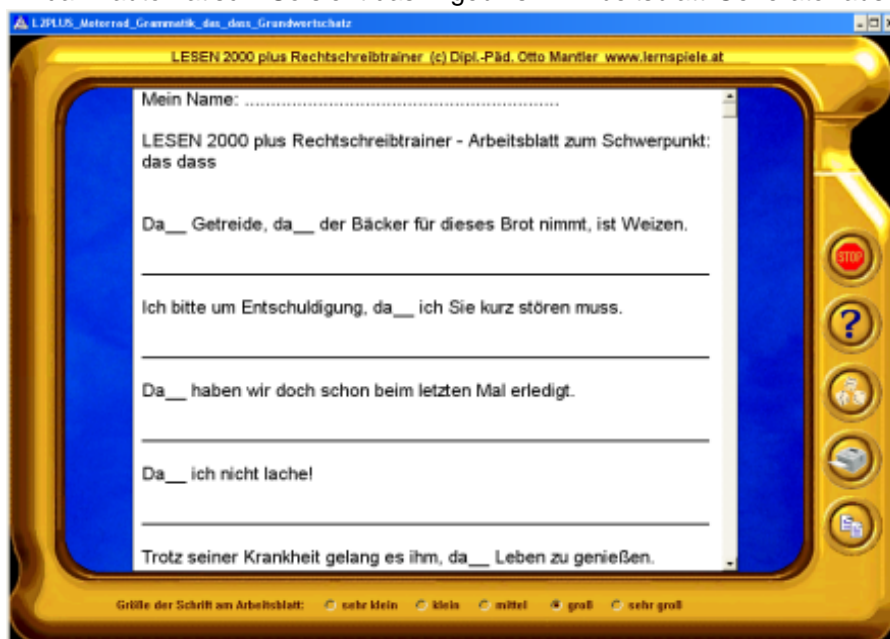 L2PLUS_Motorrad_Grammatik_das_dass_Grundwortschatz
LESEN 2000 plus Rechtschreibtrainer (c) Dipl.-Päd. Otto Mantler www.lernspiele.at
Mein Name: ............................................................
LESEN 2000 plus Rechtschreibtrainer - Arbeitsblatt zum Schwerpunkt:
das dass
Da__ Getreide, da__ der Bäcker für dieses Brot nimmt, ist Weizen.
Ich bitte um Entschuldigung, da__ ich Sie kurz stören muss.
Da__ haben wir doch schon beim letzten Mal erledigt.
Da__ ich nicht lache!
Trotz seiner Krankheit gelang es ihm, da__ Leben zu genießen.
STOP
?
Größe der Schrift am Arbeitsblatt: sehr klein klein mittel groß sehr groß